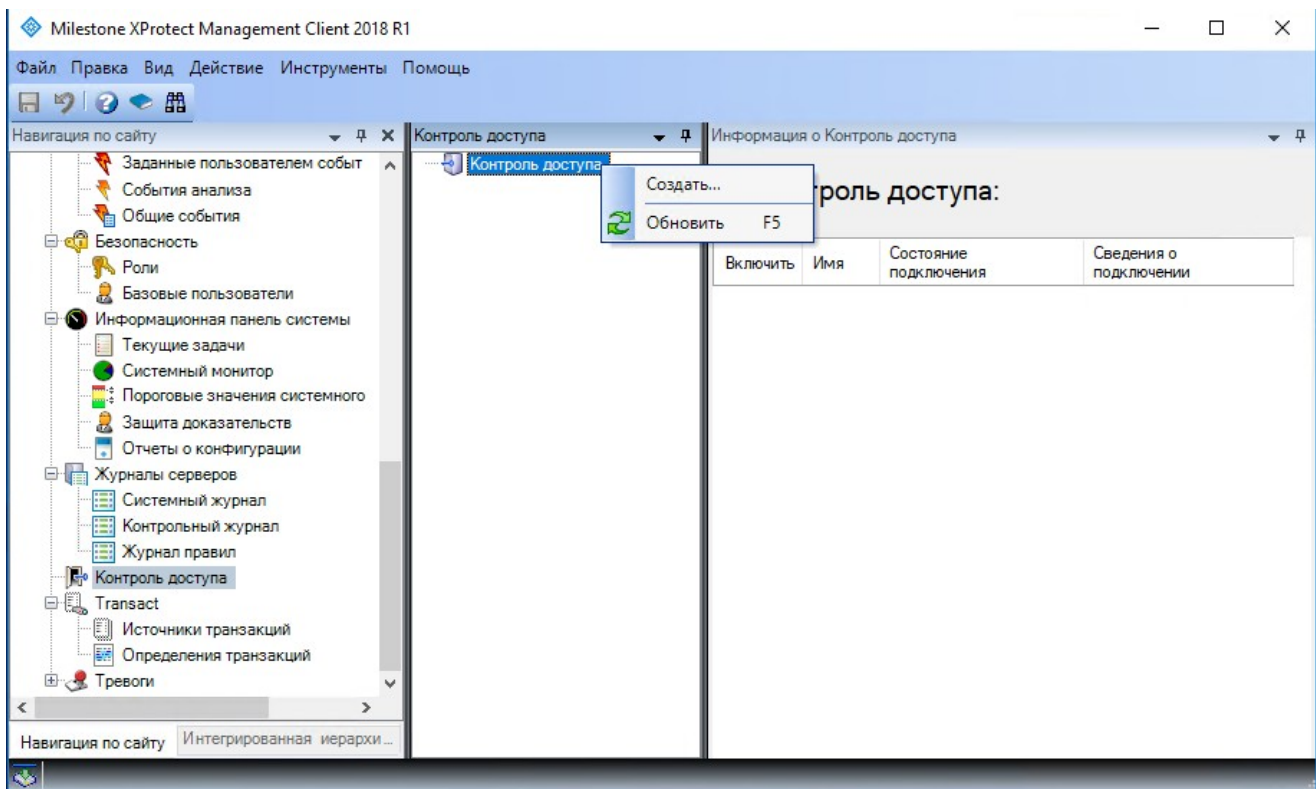 Milestone XProtect Management Client 2018 R1
Файл Правка Вид Действие Инструменты Помощь
Навигация по сайту
Заданные пользователем событ
События анализа
Общие события
Безопасность
Роли
Базовые пользователи
Информационная панель системы
Текущие задачи
Системный монитор
Пороговые значения системного
Защита доказательств
Отчеты о конфигурации
Журналы серверов
Системный журнал
Контрольный журнал
Журнал правил
Контроль доступа
Transact
Источники транзакций
Определения транзакций
Тревоги
Навигация по сайту Интегрированная иерархи...
Контроль доступа
Контроль доступа
Создать...
Обновить F5
Информация о Контроль доступа
роль доступа:
Включить Имя Состояние подключения Сведения о подключении